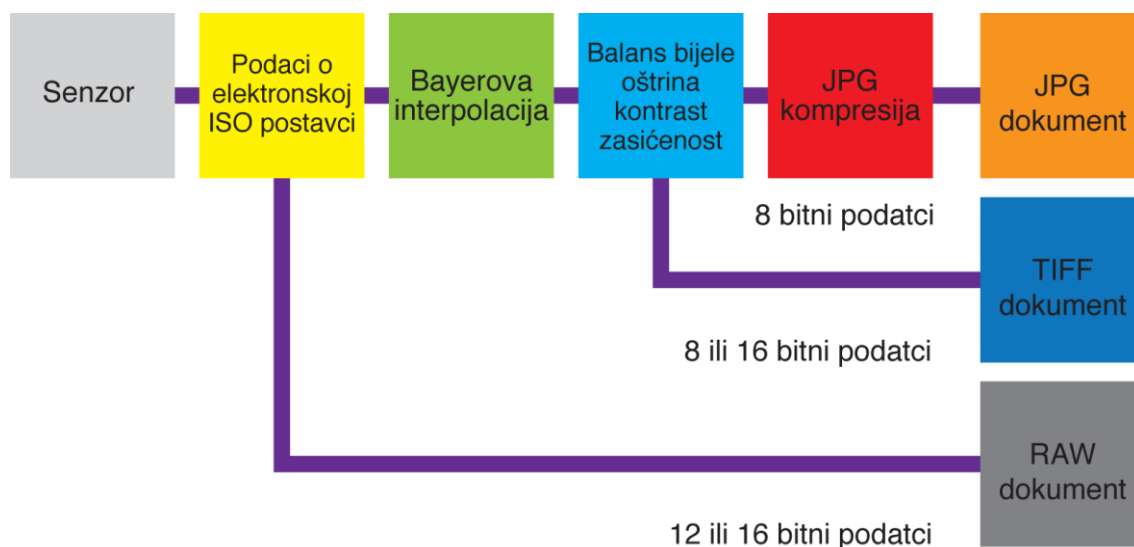 Senzor
Podaci o
elektronskoj
ISO postavci
Bayerova
interpolacija
Balans bijele
oštrina
kontrast
zasićenost
JPG
kompresija
JPG
dokument
8 bitni podatci
TIFF
dokument
8 ili 16 bitni podatci
RAW
dokument
12 ili 16 bitni podatci